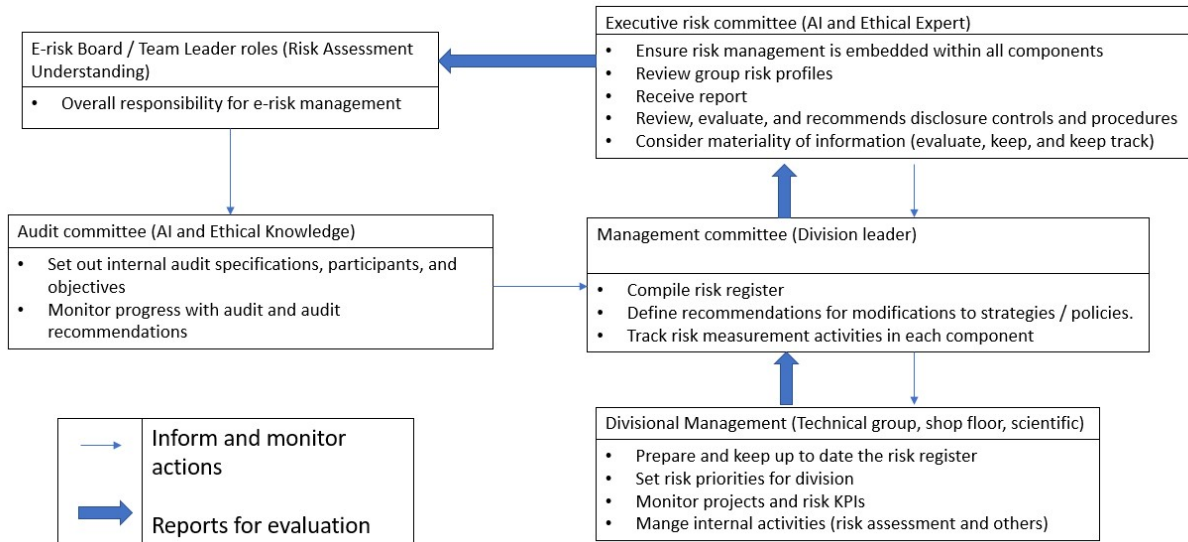 E-risk Board / Team Leader roles (Risk Assessment
Understanding)
• Overall responsibility for e-risk management
Executive risk committee (AI and Ethical Expert)
• Ensure risk management is embedded within all components
• Review group risk profiles
• Receive report
• Review, evaluate, and recommends disclosure controls and procedures
• Consider materiality of information (evaluate, keep, and keep track)
Audit committee (AI and Ethical Knowledge)
• Set out internal audit specifications, participants, and
objectives
• Monitor progress with audit and audit
recommendations
Management committee (Division leader)
• Compile risk register
• Define recommendations for modifications to strategies / policies.
• Track risk measurement activities in each component
Divisional Management (Technical group, shop floor, scientific)
• Prepare and keep up to date the risk register
• Set risk priorities for division
• Monitor projects and risk KPIs
• Mange internal activities (risk assessment and others)
Inform and monitor
actions
Reports for evaluation